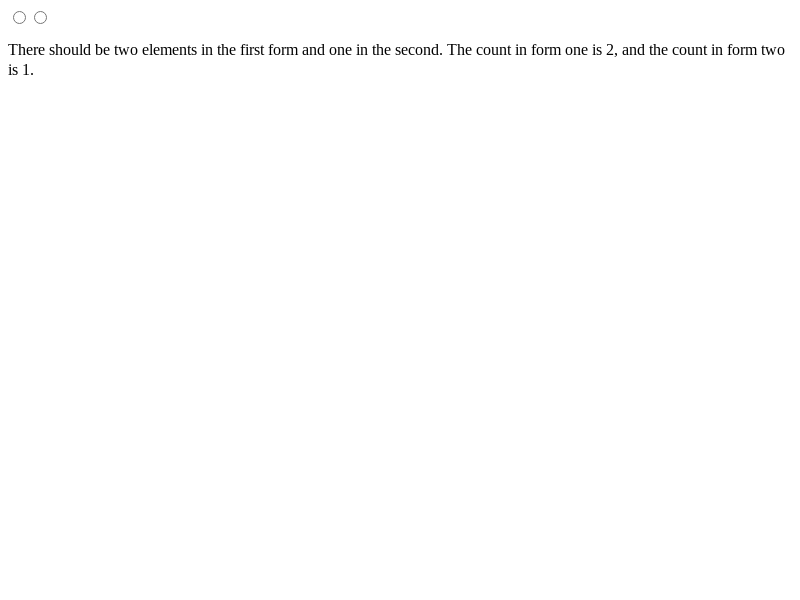 There should be two elements in the first form and one in the second. The count in form one is 2, and the count in form two
is 1.